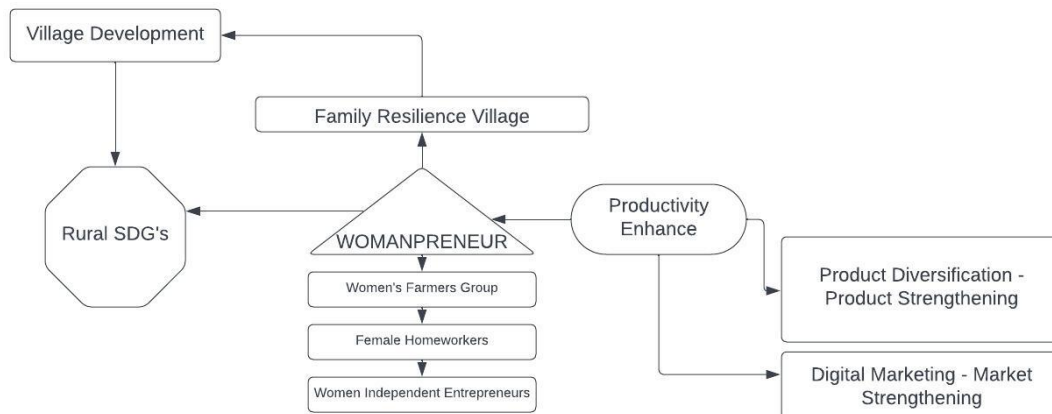 Village Development
Family Resilience Village
Rural SDG's
WOMANPRENEUR
Productivity
Enhance
Women's Farmers Group
Female Homeworkers
Women Independent Entrepreneurs
Product Diversification -
Product Strengthening
Digital Marketing - Market
Strengthening